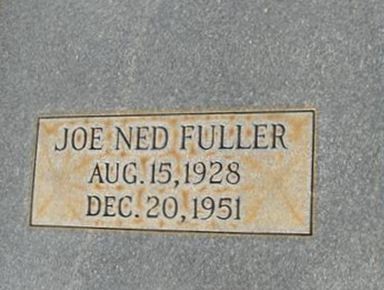 JOE NED FULLER
AUG. 15, 1928
DEC. 20, 1951